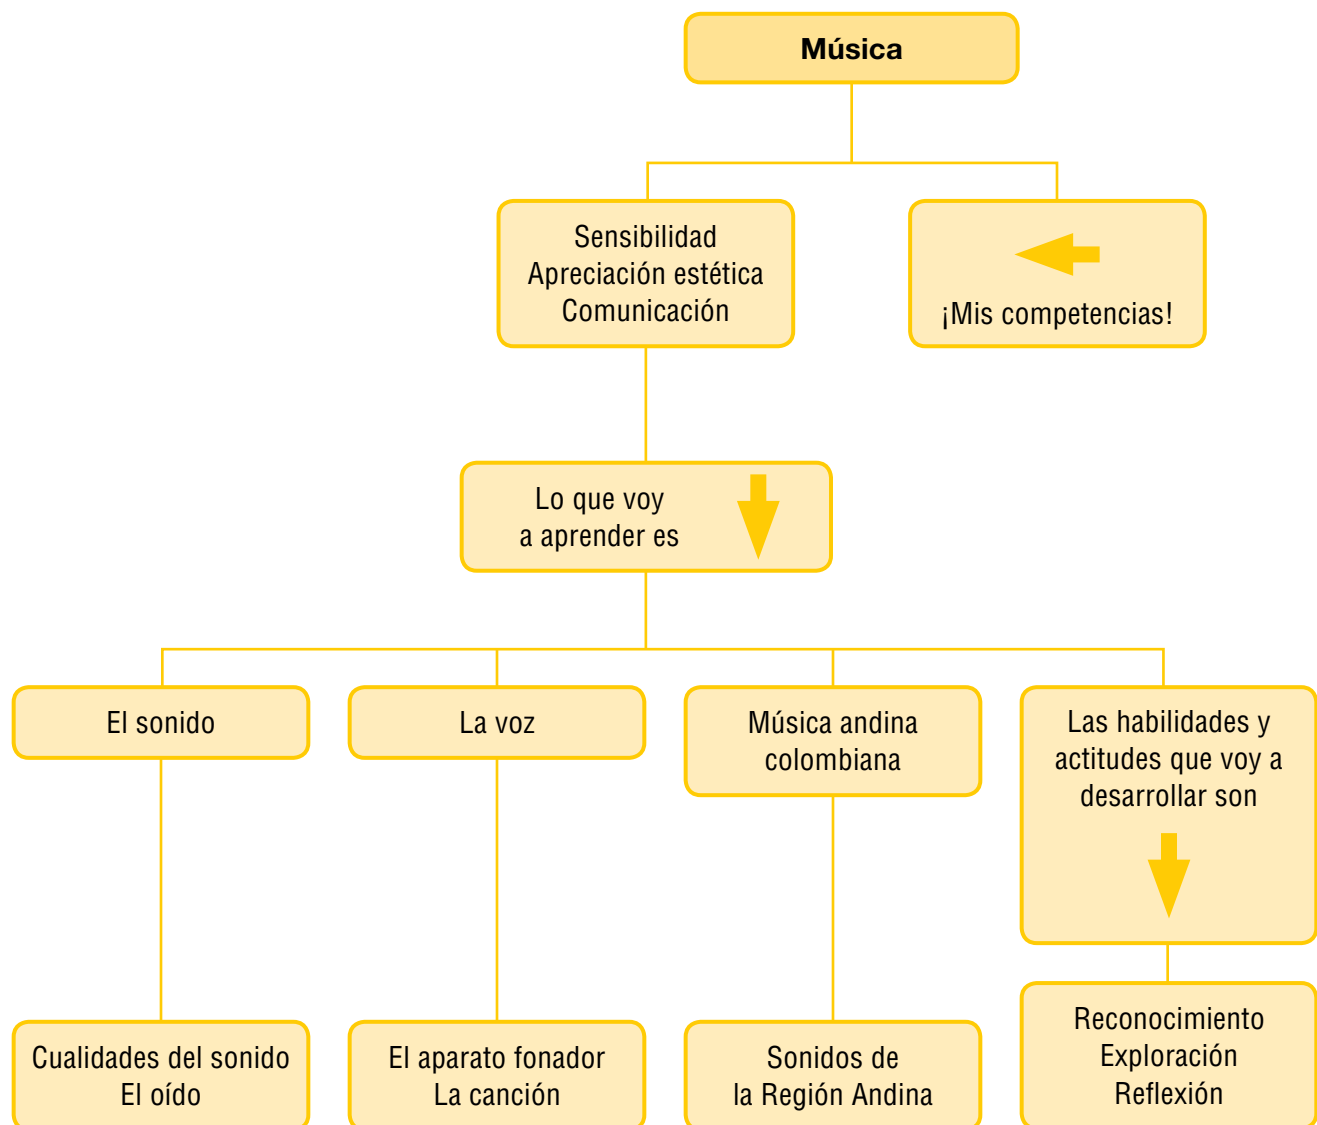 Música
Sensibilidad
Apreciación estética
Comunicación
¡Mis competencias!
Lo que voy
a aprender es
El sonido
La voz
Música andina
colombiana
Las habilidades y
actitudes que voy a
desarrollar son
Cualidades del sonido
El oído
El aparato fonador
La canción
Sonidos de
la Región Andina
Reconocimiento
Exploración
Reflexión